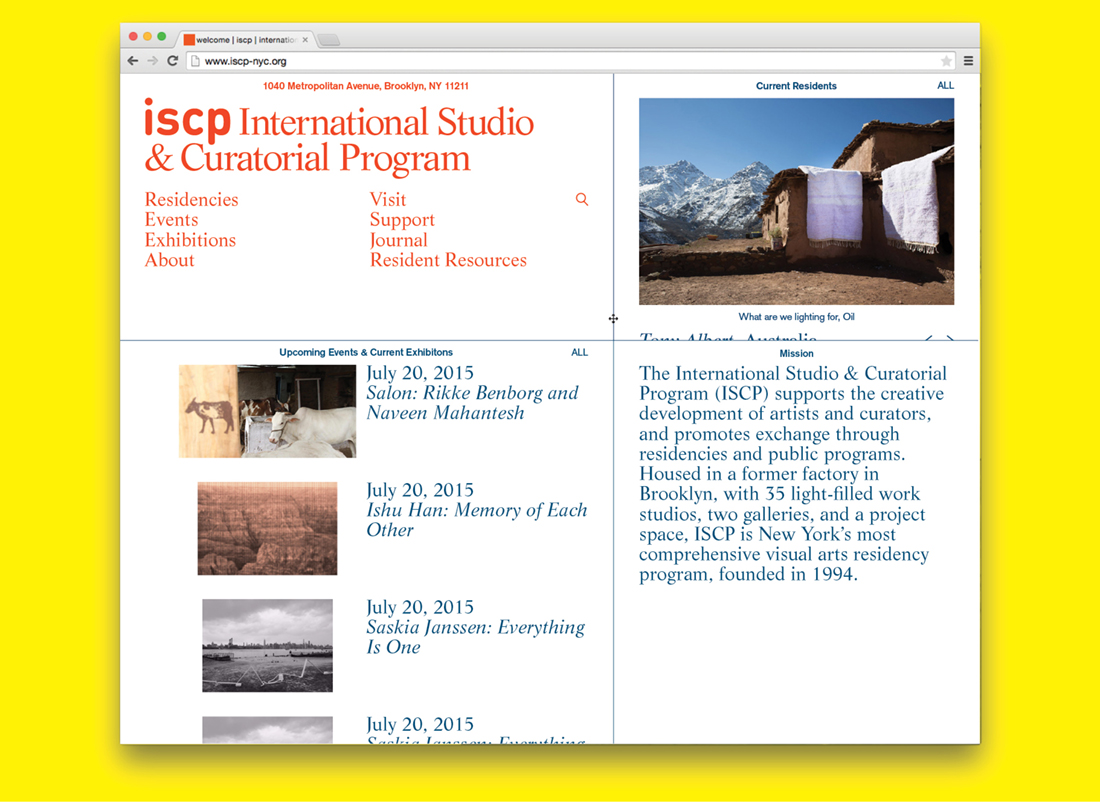 welcome | iscp | internatio
www.iscp-nyc.org
1040 Metropolitan Avenue, Brooklyn, NY 11211
iscp International Studio
& Curatorial Program
Residencies
Events
Exhibitions
About
Visit
Support
Journal
Resident Resources
Current Residents
ALL
What are we lighting for, Oil
Tony Albert, Australia
Upcoming Events & Current Exhibitons
ALL
July 20, 2015
Salon: Rikke Benborg and
Naveen Mahantesh
July 20, 2015
Ishu Han: Memory of Each
Other
July 20, 2015
Saskia Janssen: Everything
Is One
July 20, 2015
Saskia Janssen: Everything
Mission
The International Studio & Curatorial
Program (ISCP) supports the creative
development of artists and curators,
and promotes exchange through
residencies and public programs.
Housed in a former factory in
Brooklyn, with 35 light-filled work
studios, two galleries, and a project
space, ISCP is New York's most
comprehensive visual arts residency
program, founded in 1994.